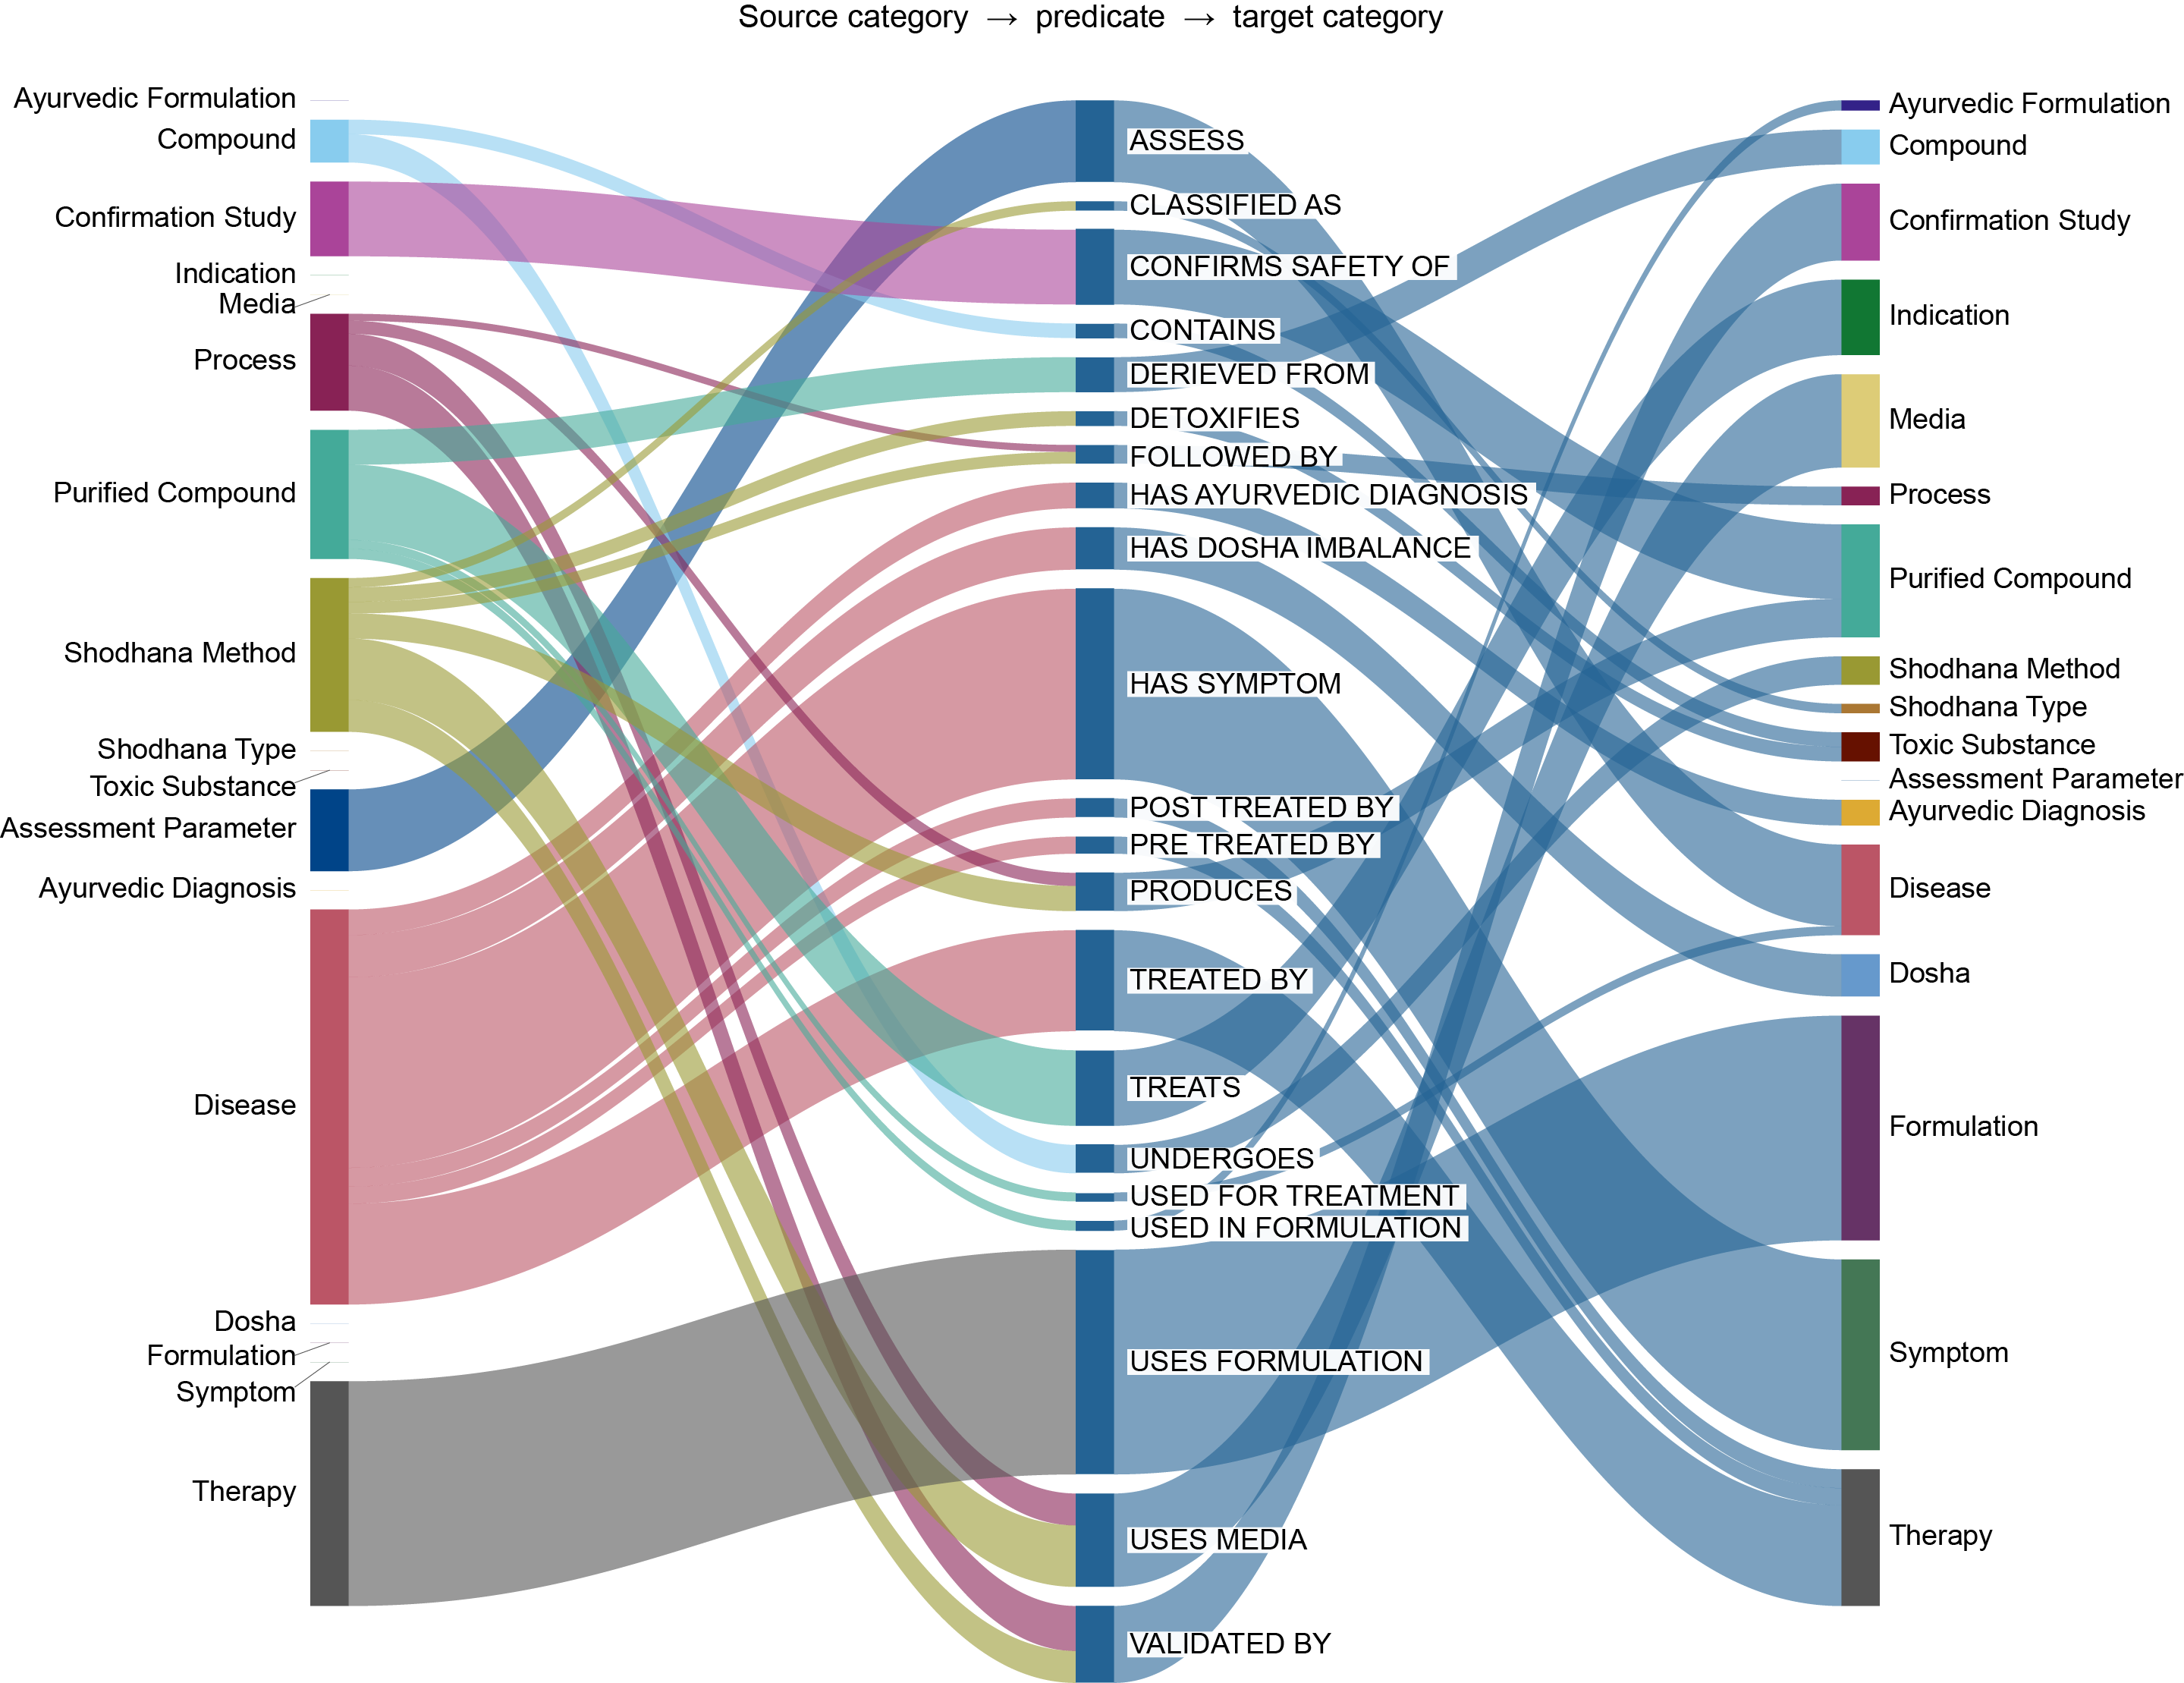 Source category → predicate → target category
Ayurvedic Formulation
Compound
Confirmation Study
Indication
Media
Process
Purified Compound
Shodhana Method
Shodhana Type
Toxic Substance
Assessment Parameter
Ayurvedic Diagnosis
Disease
Dosha
Formulation
Symptom
Therapy
ASSESS
CLASSIFIED AS
CONFIRMS SAFETY OF
CONTAINS
DERIEVED FROM
DETOXIFIES
FOLLOWED BY
HAS AYURVEDIC DIAGNOSIS
HAS DOSHA IMBALANCE
HAS SYMPTOM
POST TREATED BY
PRE TREATED BY
PRODUCES
TREATED BY
TREATS
UNDERGOES
USED FOR TREATMENT
USED IN FORMULATION
USES FORMULATION
USES MEDIA
VALIDATED BY
Ayurvedic Formulation
Compound
Confirmation Study
Indication
Media
Process
Purified Compound
Shodhana Method
Shodhana Type
Toxic Substance
Assessment Parameter
Ayurvedic Diagnosis
Disease
Dosha
Formulation
Symptom
Therapy